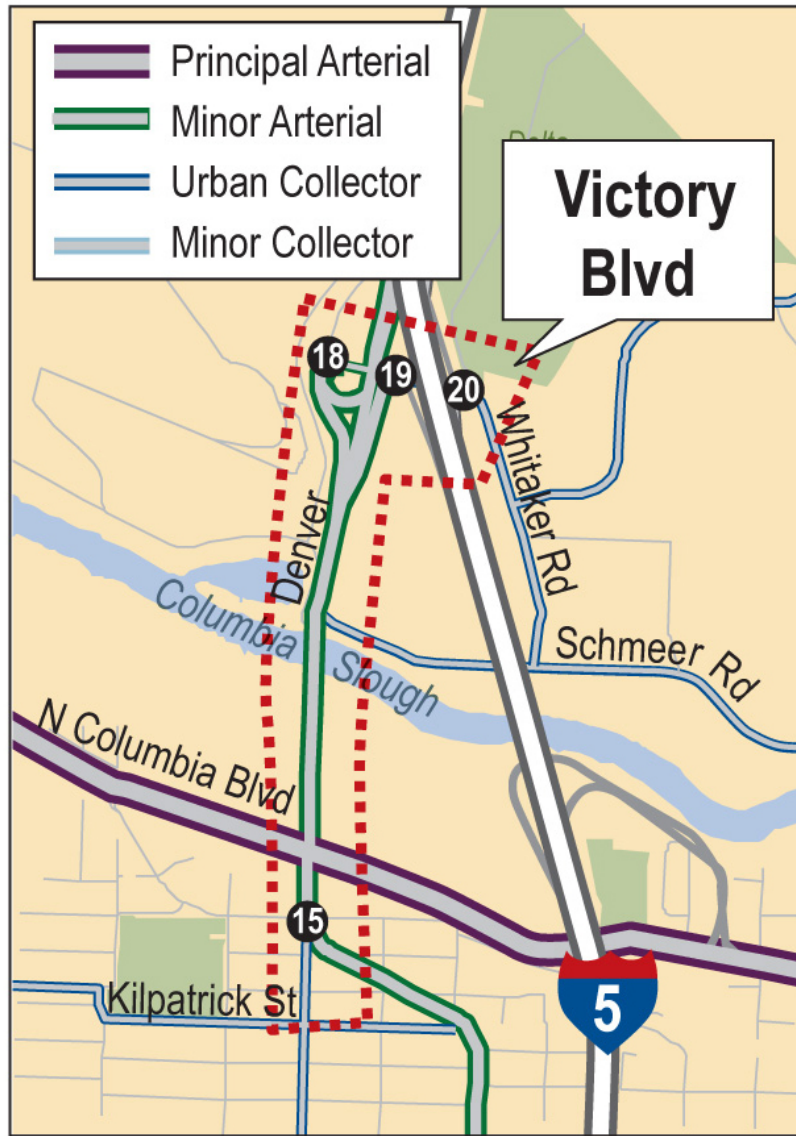 Principal Arterial
Minor Arterial
Urban Collector
Minor Collector
Delta
Victory
Blvd
18
19
20
Whitaker Rd
Denver
Columbia Slough
Schmeer Rd
N Columbia Blvd
15
Kilpatrick St
5